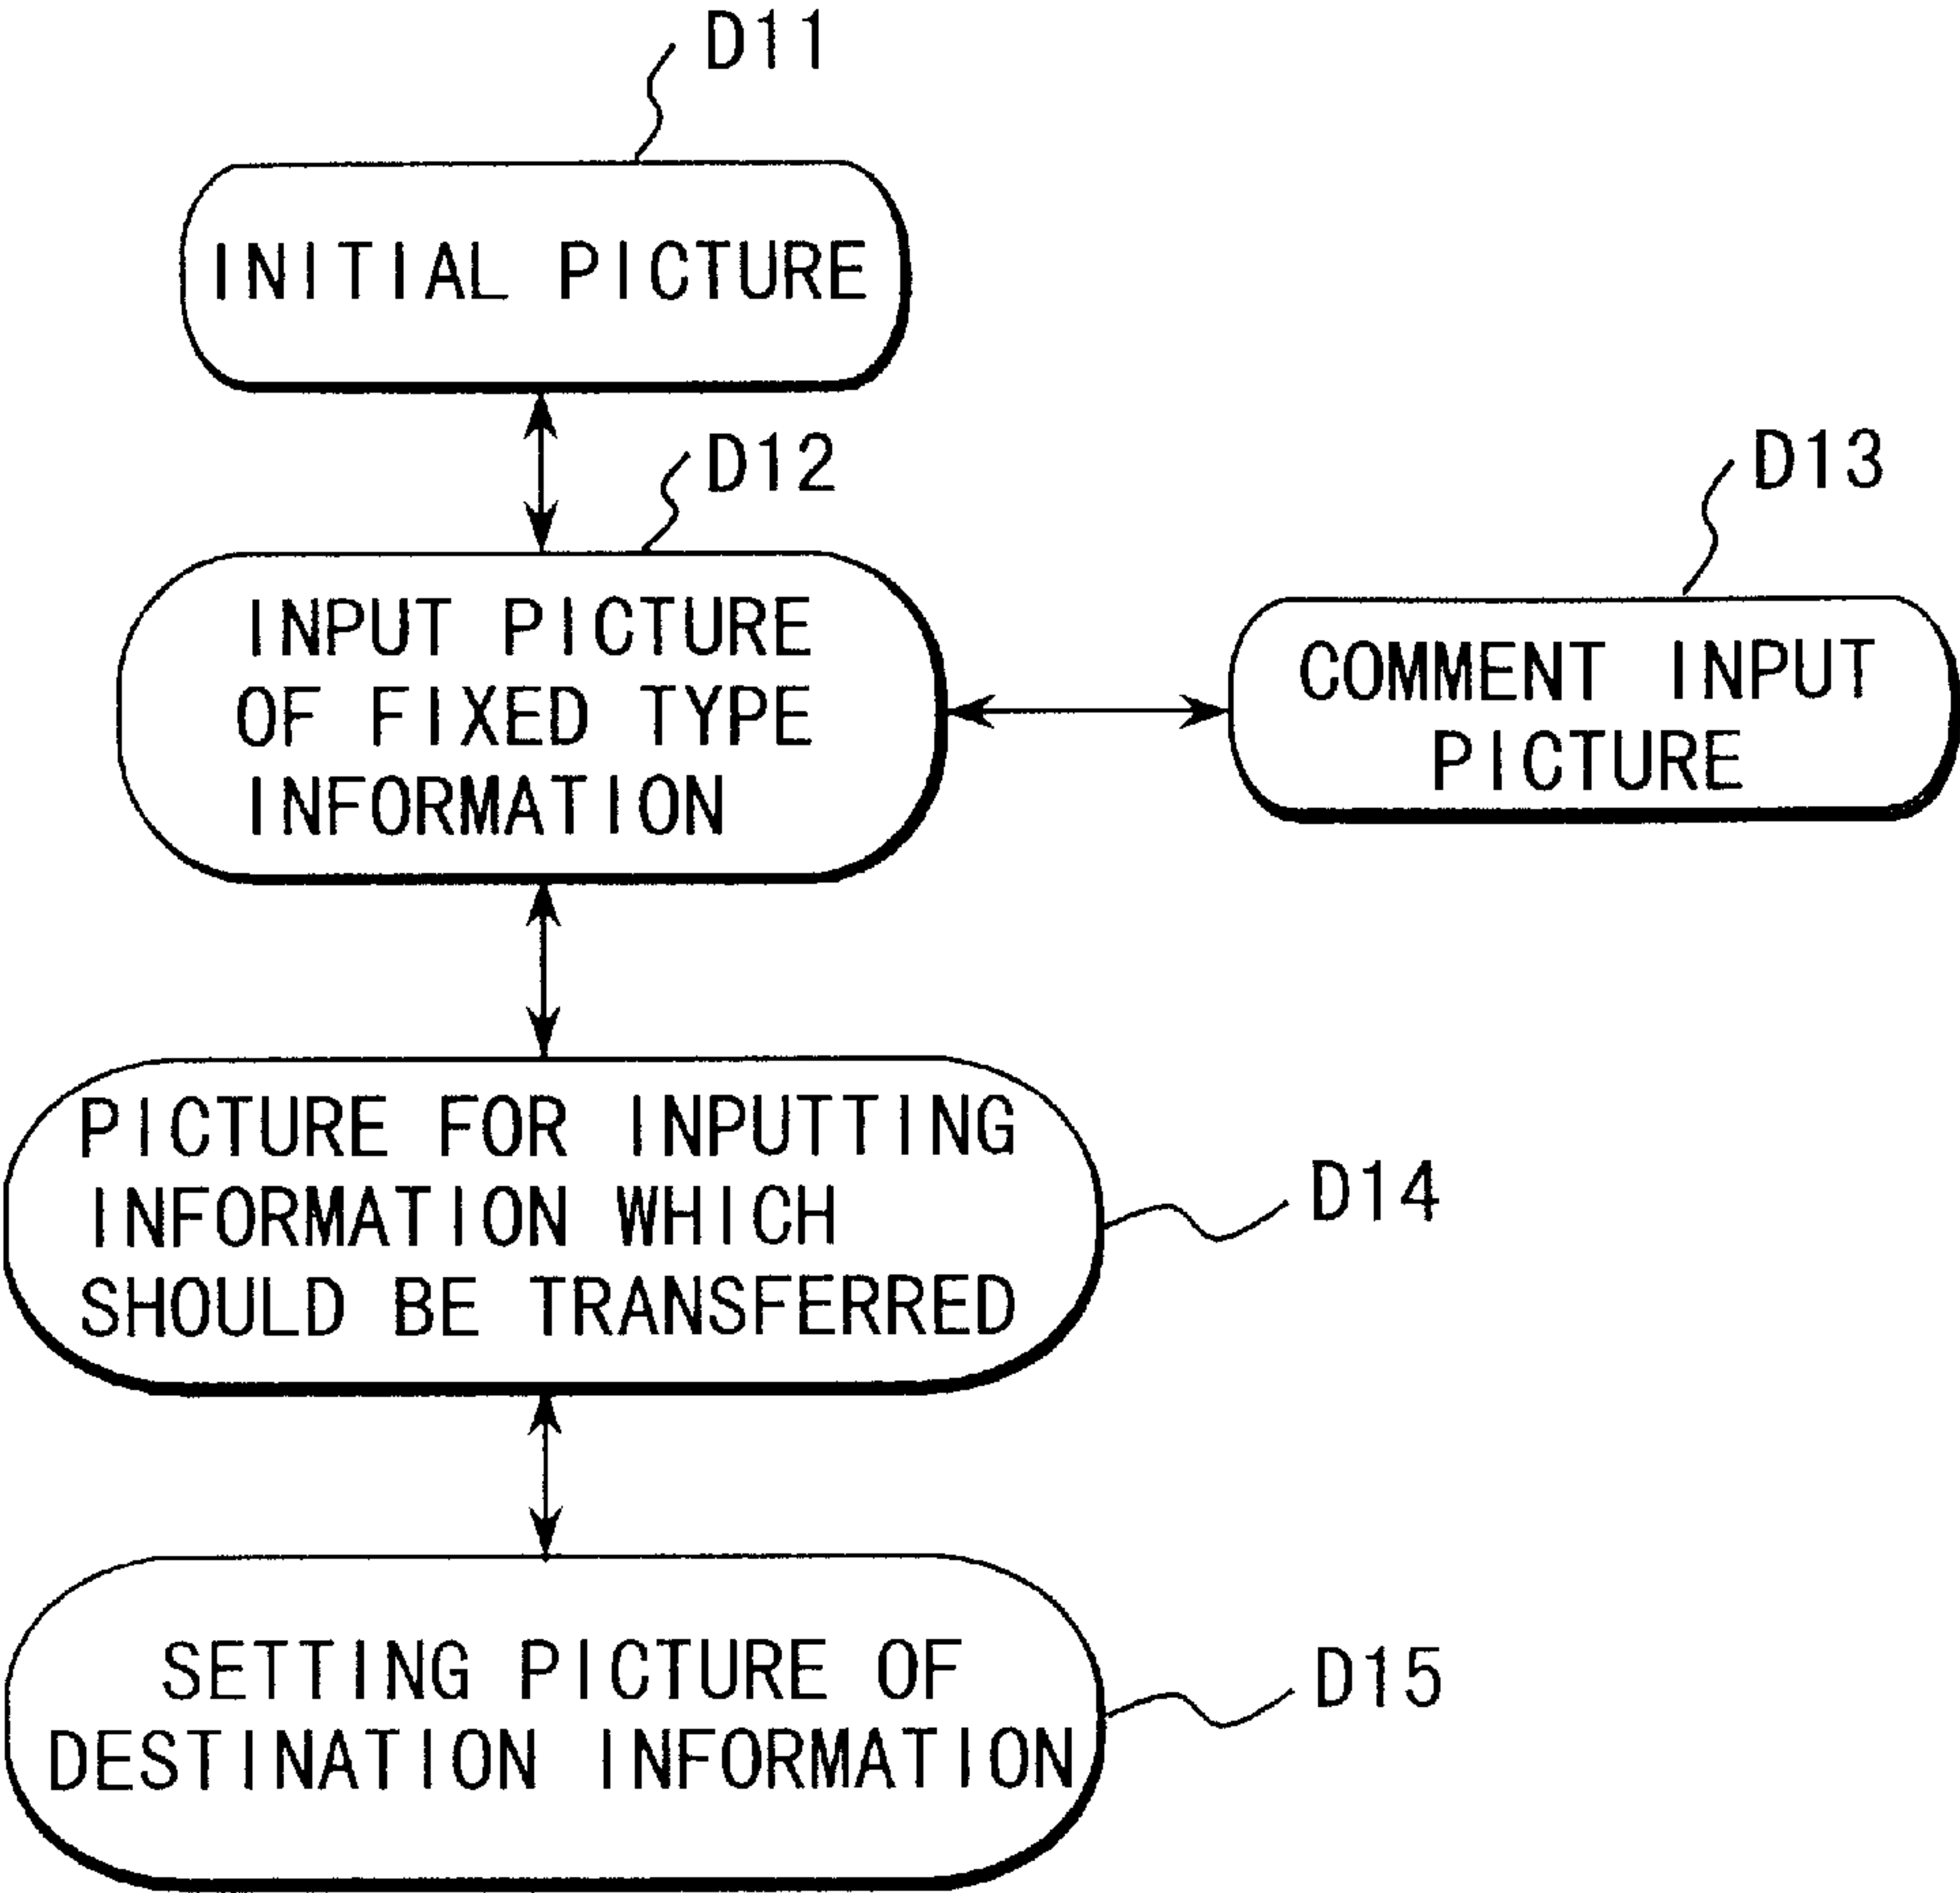 D11
INITIAL PICTURE
D12
INPUT PICTURE
OF FIXED TYPE
INFORMATION
D13
COMMENT INPUT
PICTURE
PICTURE FOR INPUTTING
INFORMATION WHICH
SHOULD BE TRANSFERRED
D14
SETTING PICTURE OF
DESTINATION INFORMATION
D15